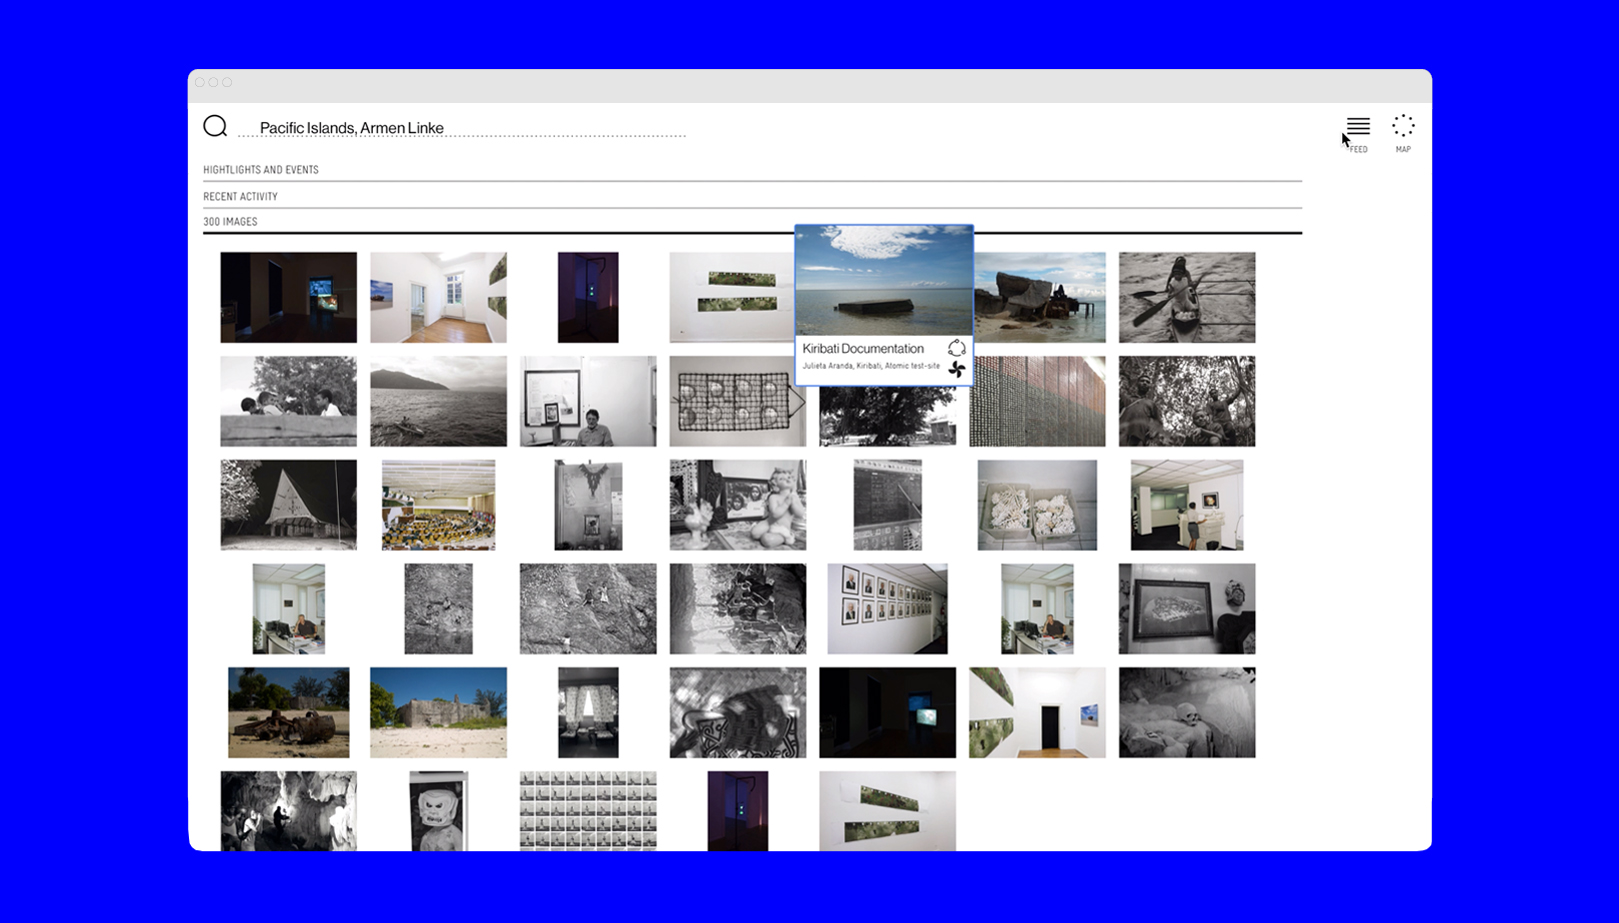 Pacific Islands, Armen Linke
FEED
MAP
HIGHTLIGHTS AND EVENTS
RECENT ACTIVITY
300 IMAGES
Kiribati Documentation
Julieta Aranda, Kiribati, Atomic test-site